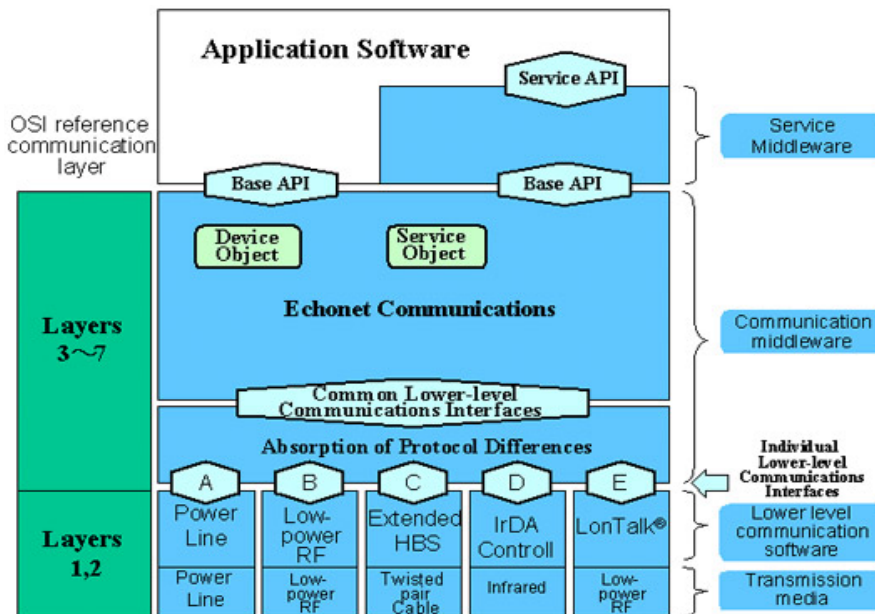 Application Software
Service API
OSI reference
communication
layer
Service
Middleware
Base API
Base API
Device
Object
Service
Object
Echonet Communications
Layers
3～7
Communication
middleware
Common Lower-level
Communications Interfaces
Absorption of Protocol Differences
Individual
Lower-level
Communications
Interfaces
A
B
C
D
E
Power
Line
Low-
power
RF
Extended
HBS
IrDA
Controll
LonTalk®
Lower level
communication
software
Layers
1,2
Power
Line
Low-
power
RF
Twisted
pair
Cable
Infrared
Low-
power
RF
Transmission
media